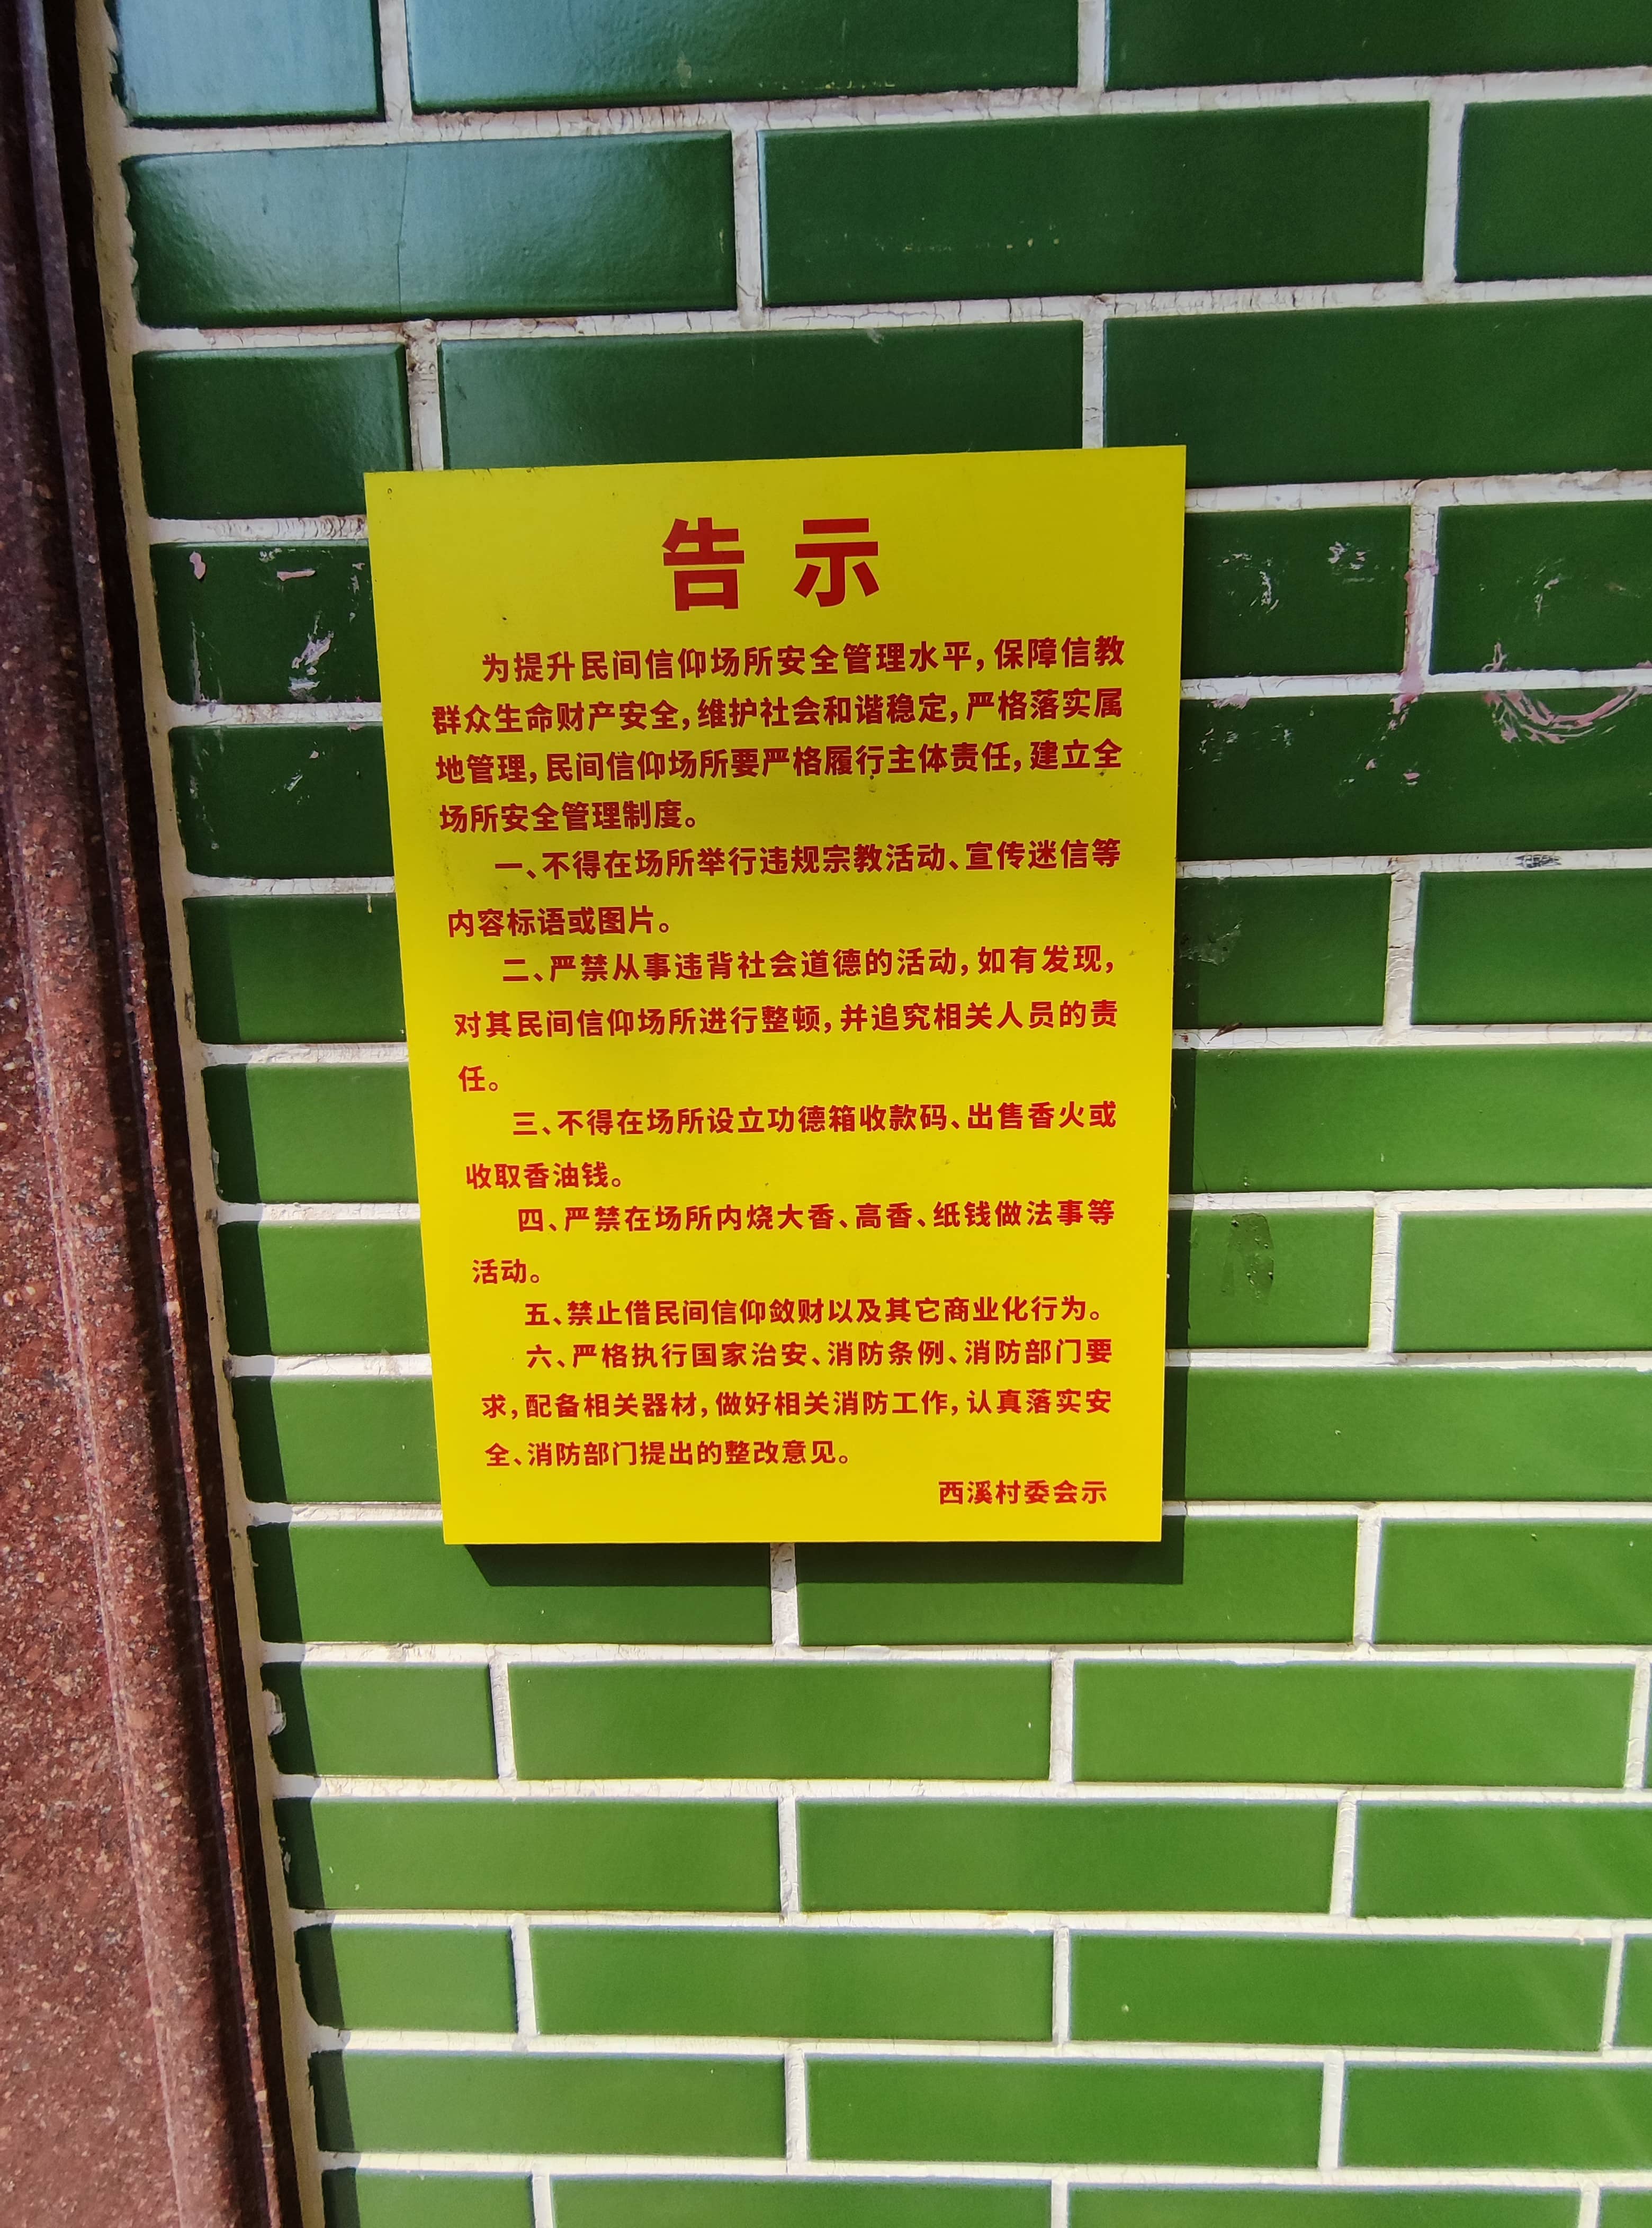 告示
为提升民间信仰场所安全管理水平,保障信教
群众生命财产安全,维护社会和谐稳定,严格落实属
地管理,民间信仰场所要严格履行主体责任,建立全
场所安全管理制度。
一、不得在场所举行违规宗教活动、宣传迷信等
内容标语或图片。
二、严禁从事违背社会道德的活动,如有发现,
对其民间信仰场所进行整顿,并追究相关人员的责
任。
三、不得在场所设立功德箱收款码、出售香火或
收取香油钱。
四、严禁在场所内烧大香、高香、纸钱做法事等
活动。
五、禁止借民间信仰敛财以及其它商业化行为。
六、严格执行国家治安、消防条例、消防部门要
求,配备相关器材,做好相关消防工作,认真落实安
全、消防部门提出的整改意见。
西溪村委会示